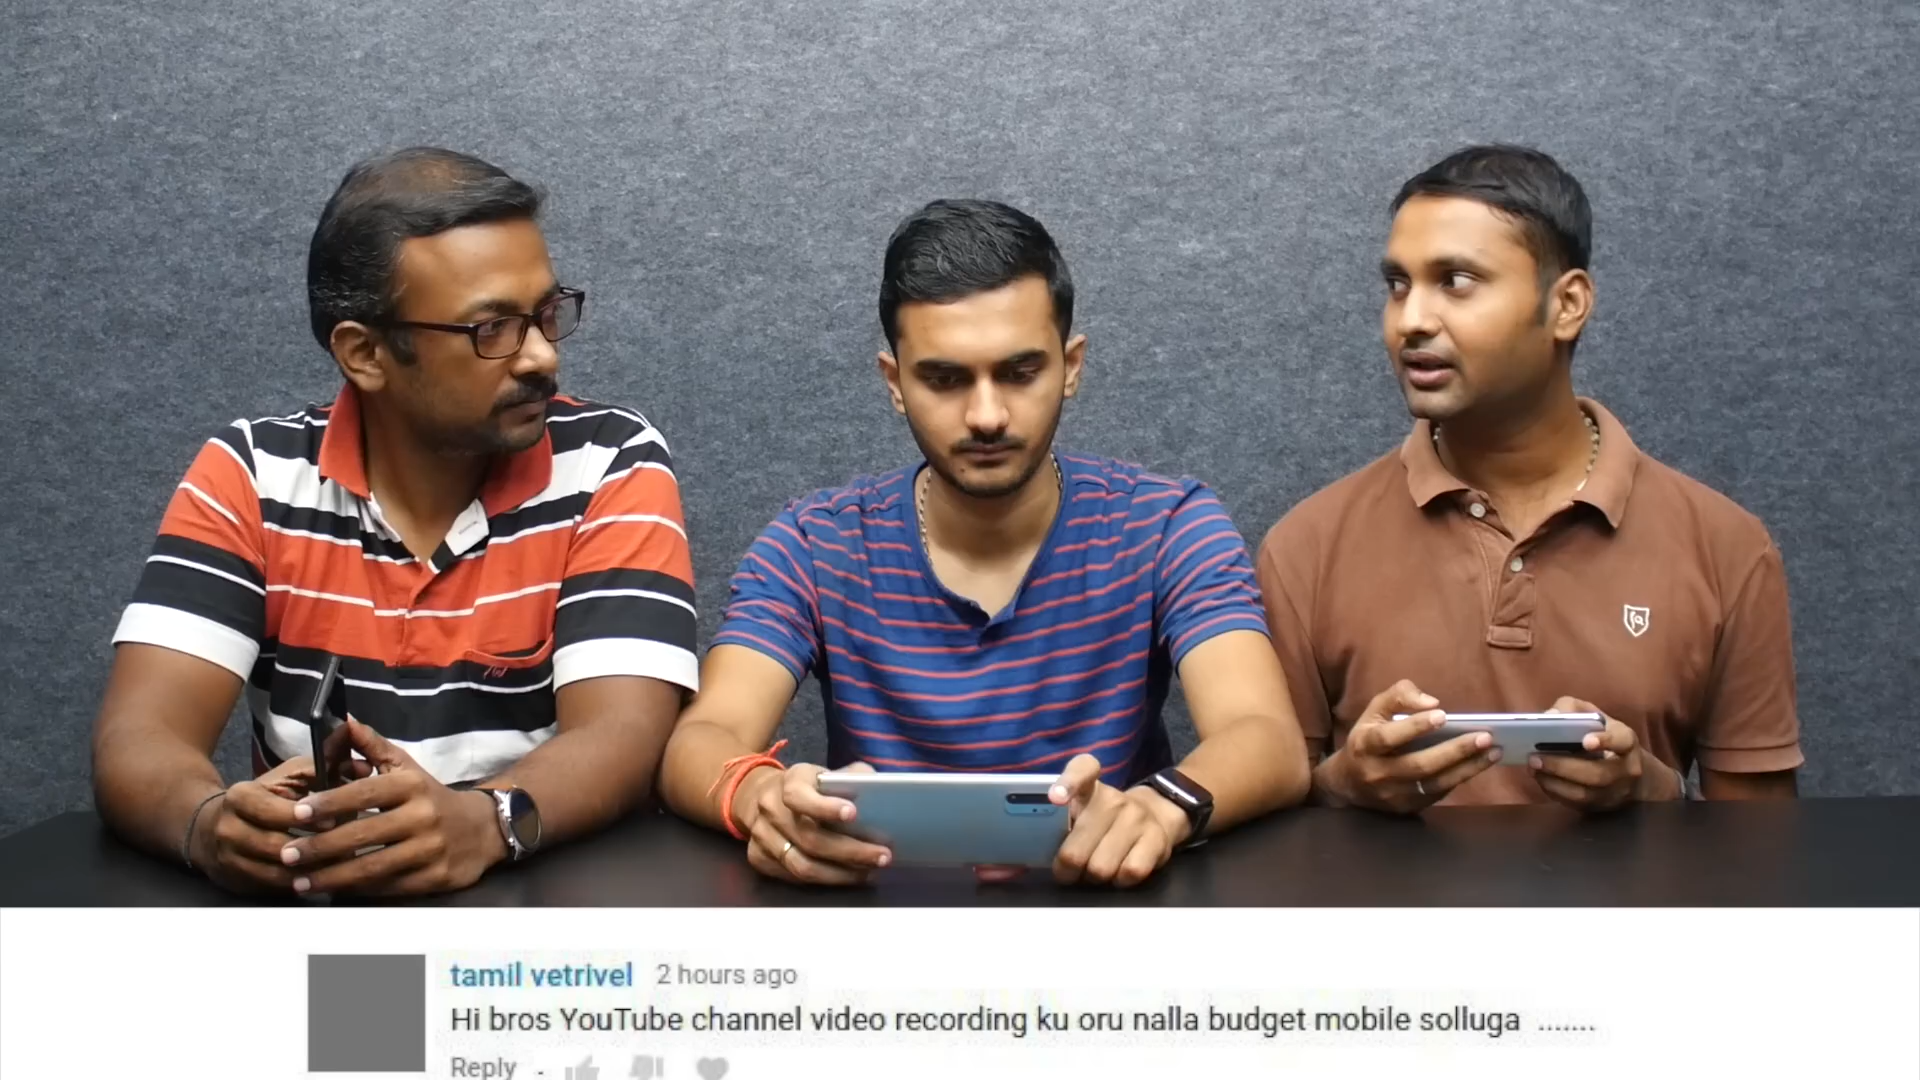 tamil vetrivel 2 hours ago
Hi bros YouTube channel video recording ku oru nalla budget mobile solluga .......
Reply